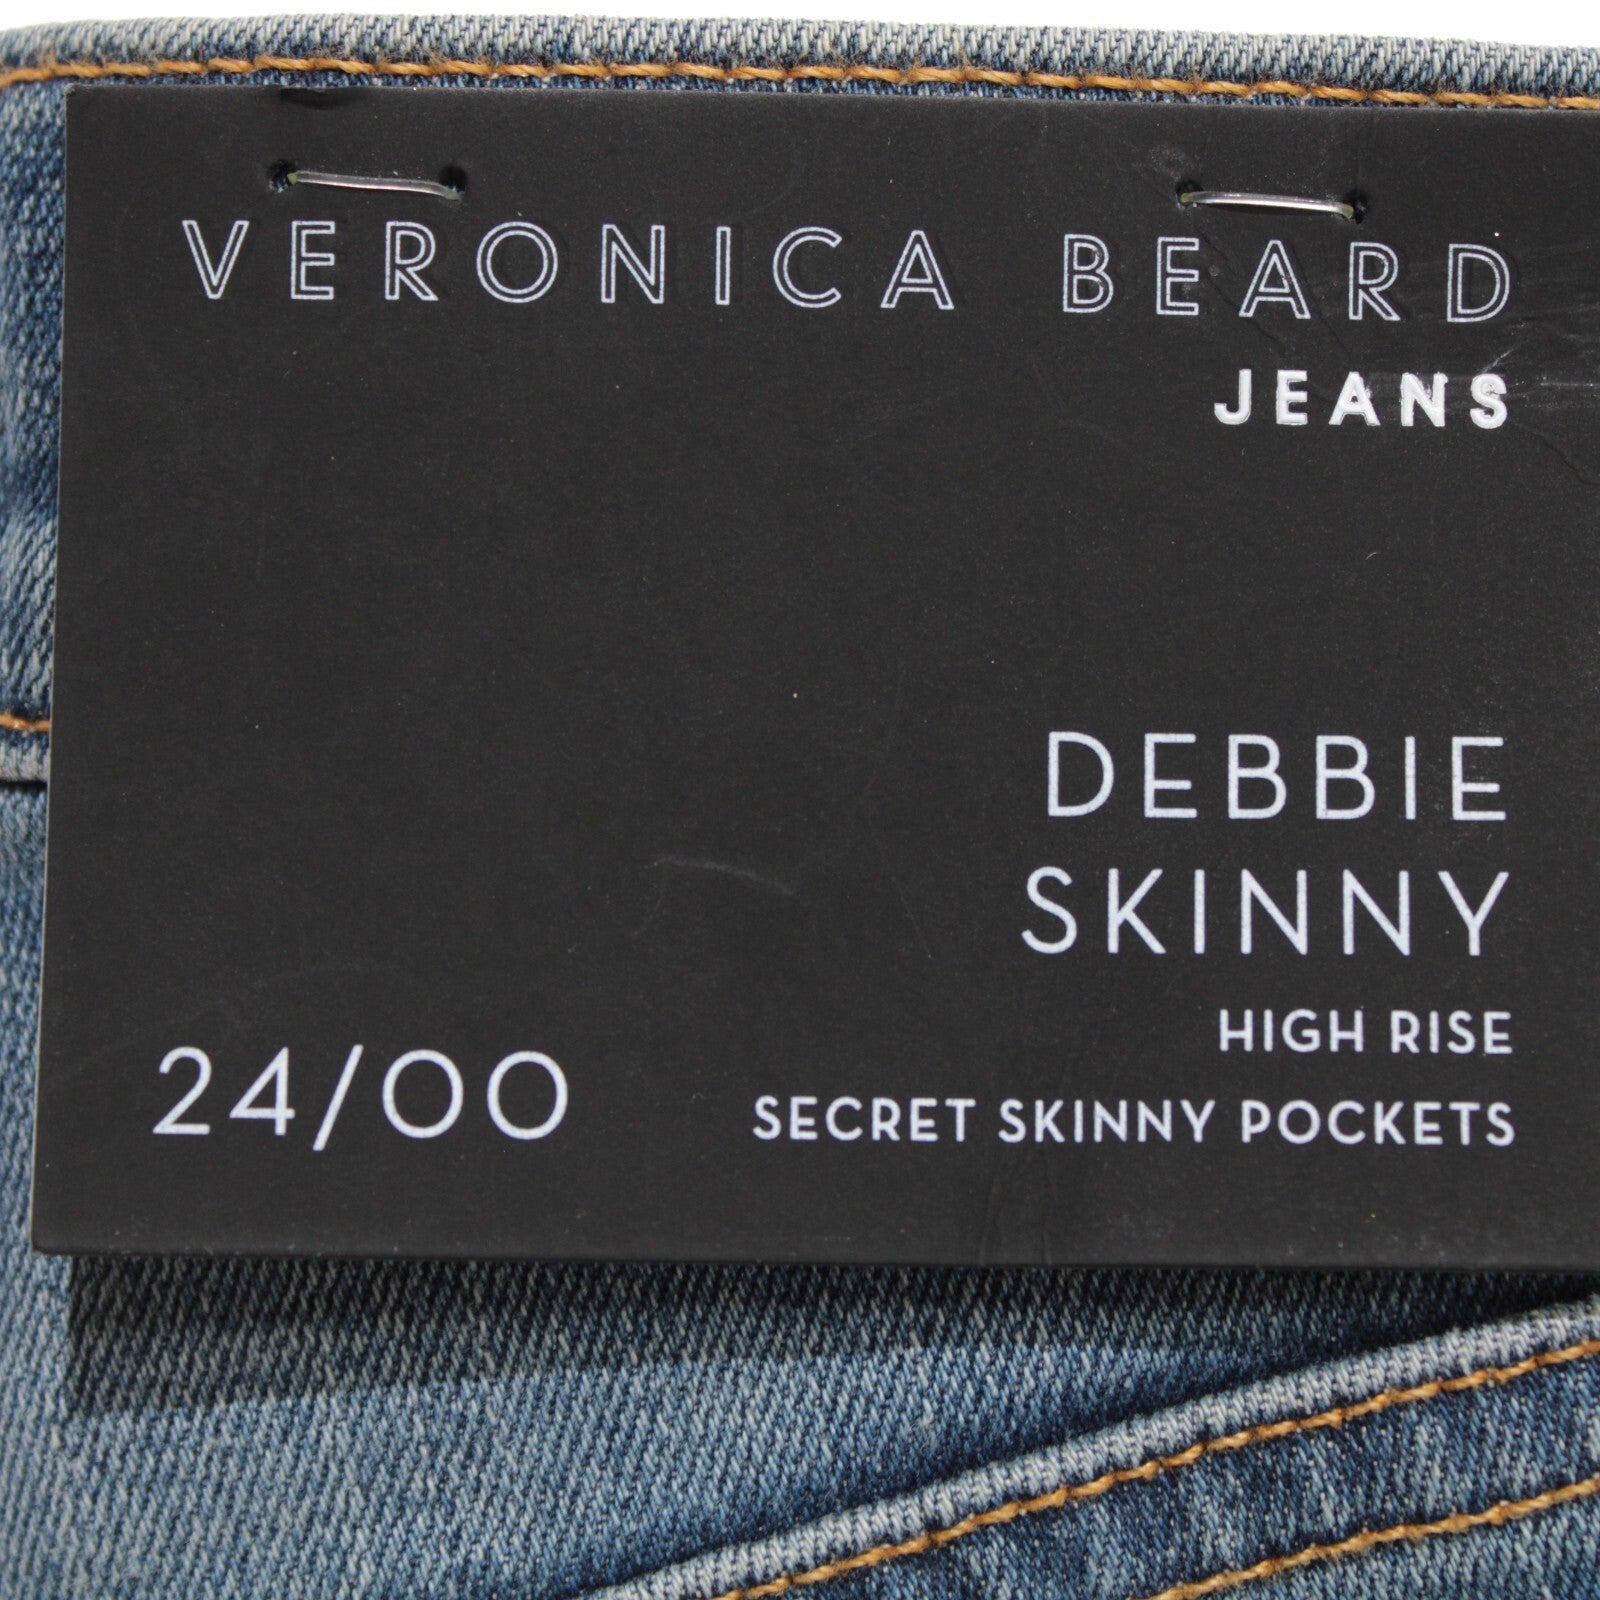 VERONICA BEARD
JEANS
DEBBIE
SKINNY
HIGH RISE
24/00
SECRET SKINNY POCKETS